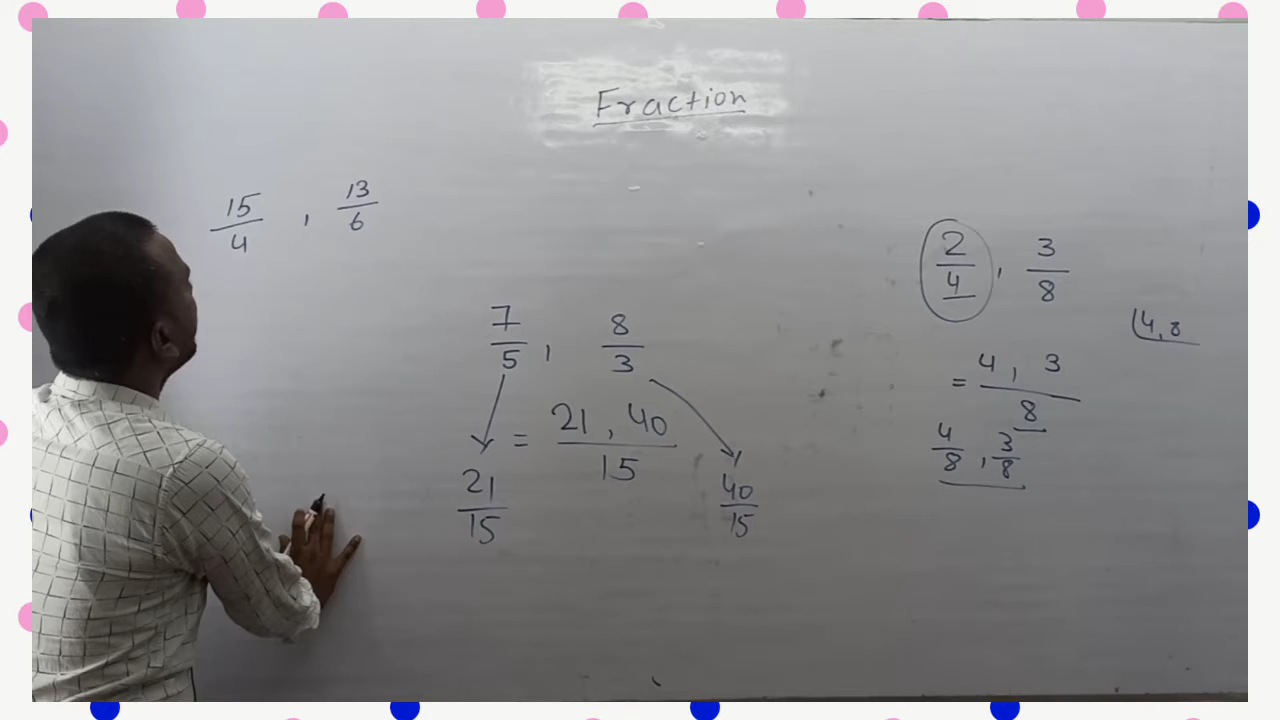 Fraction
15/4 , 13/6
7/5 , 8/3
= 21 , 40 / 15
21/15
40/15
2/4 , 3/8
(4, 8
= 4 , 3 / 8
4/8 , 3/8